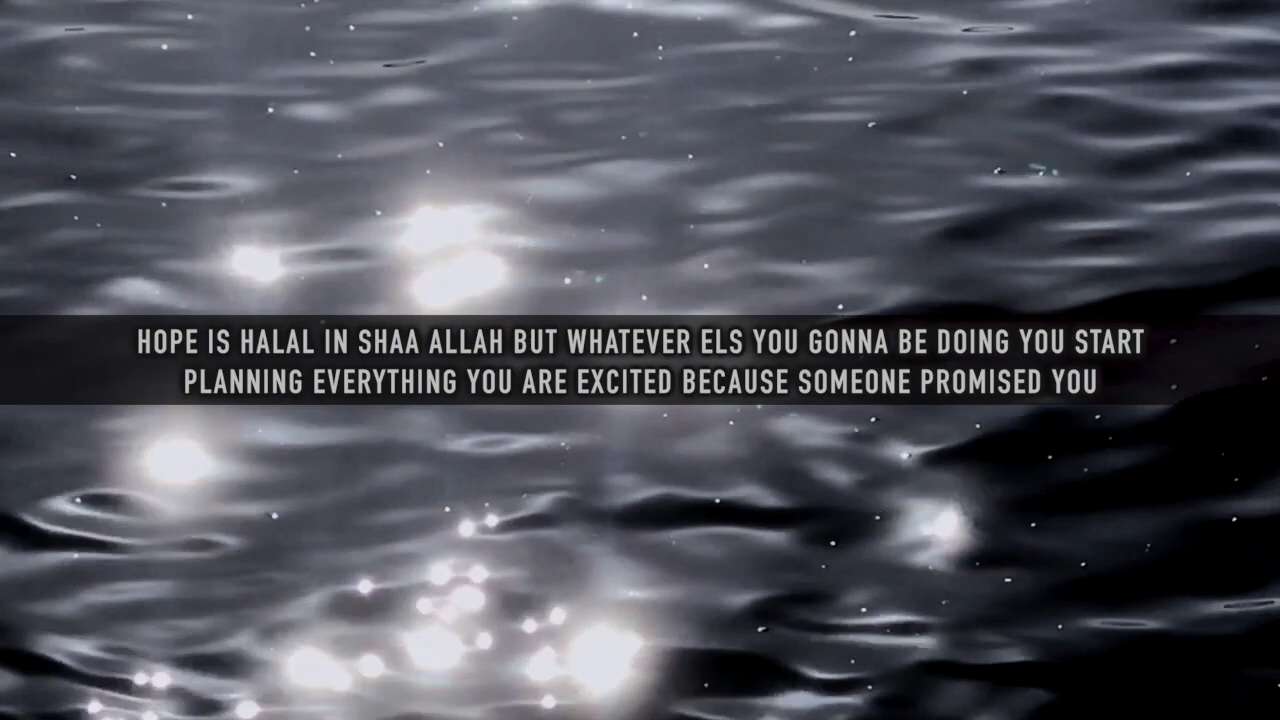 HOPE IS HALAL IN SHAA ALLAH BUT WHATEVER ELS YOU GONNA BE DOING YOU START
PLANNING EVERYTHING YOU ARE EXCITED BECAUSE SOMEONE PROMISED YOU